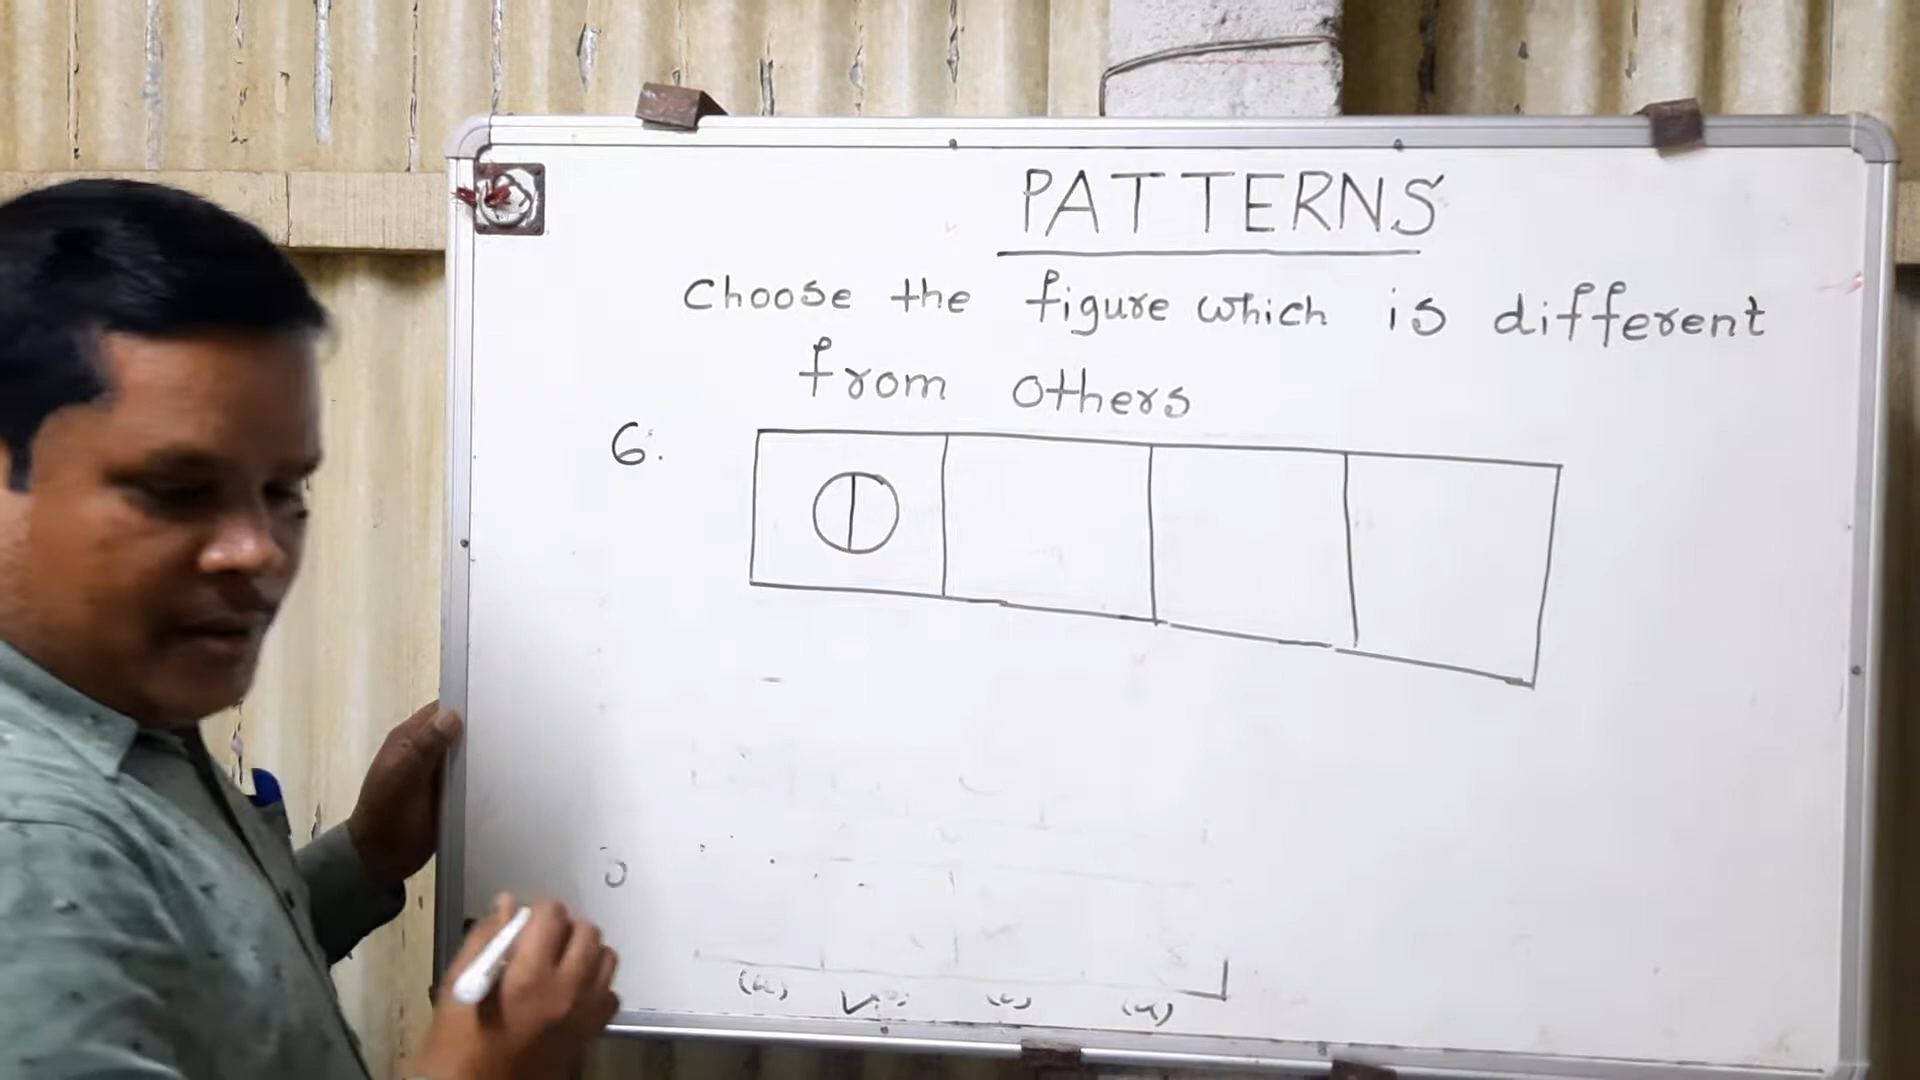 PATTERNS
Choose the figure which is different
from others
6.
(c)